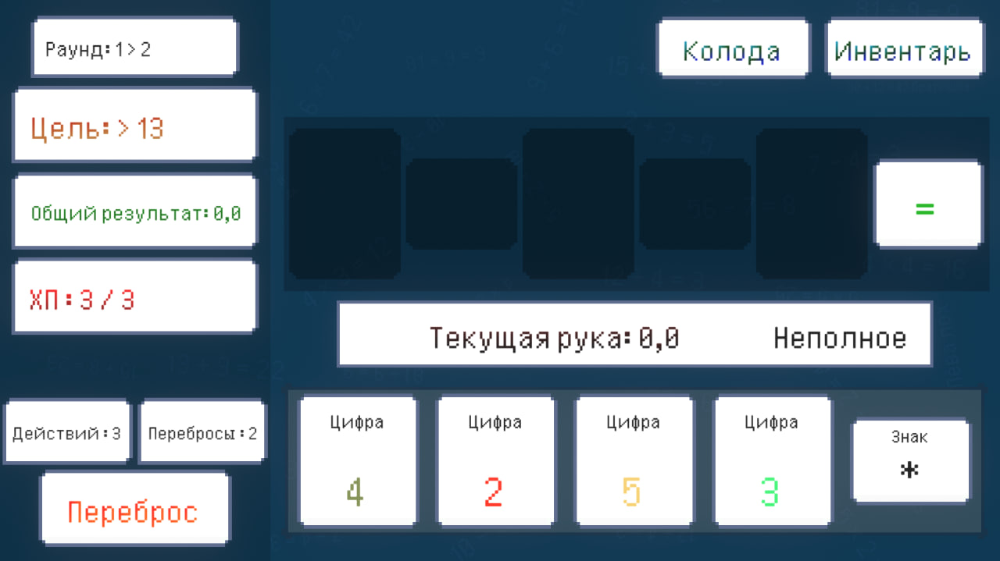 Раунд: 1 > 2
Цель: > 13
Общий результат: 0,0
ХП : 3 / 3
Действий : 3
Перебросы : 2
Переброс
Колода
Инвентарь
=
Текущая рука: 0,0
Неполное
Цифра
4
Цифра
2
Цифра
5
Цифра
3
Знак
*